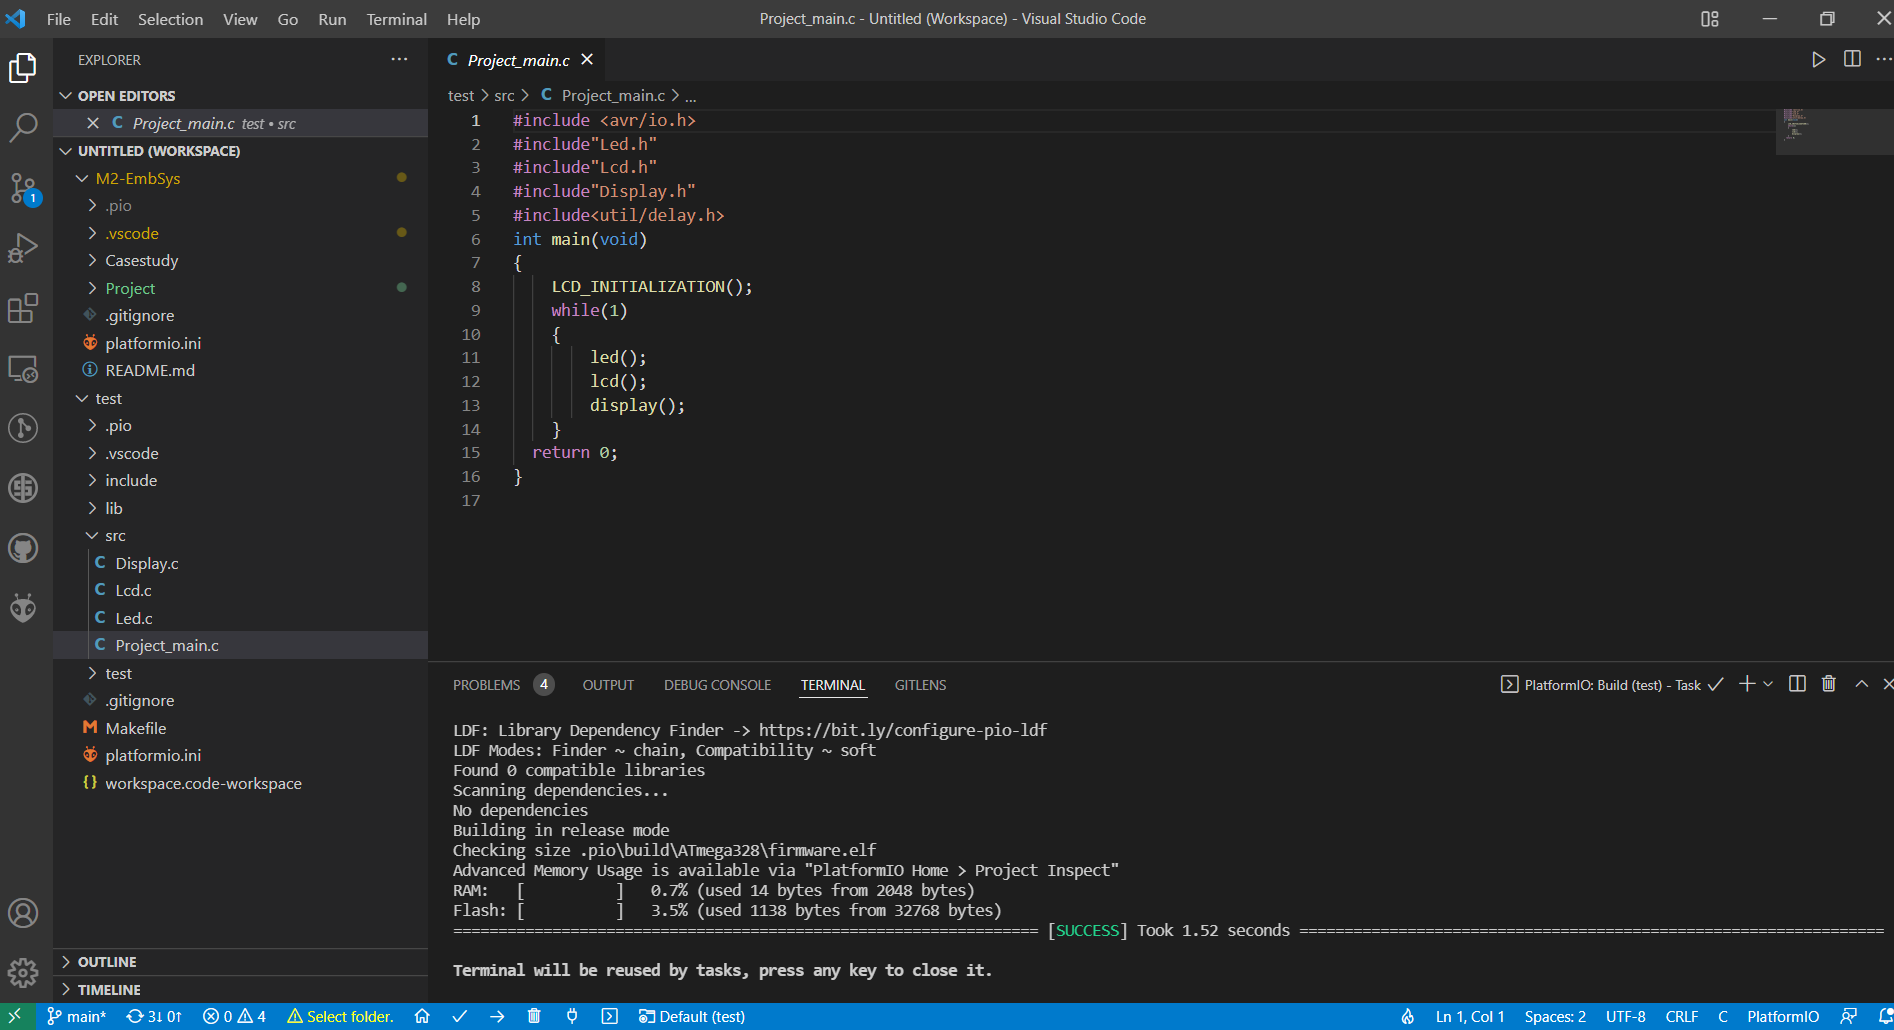 File Edit Selection View Go Run Terminal Help
Project_main.c - Untitled (Workspace) - Visual Studio Code
EXPLORER
OPEN EDITORS
Project_main.c test • src
UNTITLED (WORKSPACE)
M2-EmbSys
.pio
.vscode
Casestudy
Project
.gitignore
platformio.ini
README.md
test
.pio
.vscode
include
lib
src
C Display.c
C Lcd.c
C Led.c
C Project_main.c
test
.gitignore
Makefile
platformio.ini
workspace.code-workspace
OUTLINE
TIMELINE
1
C Project_main.c
test > src > C Project_main.c > ...
1 #include <avr/io.h>
2 #include"Led.h"
3 #include"Lcd.h"
4 #include"Display.h"
5 #include<util/delay.h>
6 int main(void)
7 {
8 LCD_INITIALIZATION();
9 while(1)
10 {
11 led();
12 lcd();
13 display();
14 }
15 return 0;
16 }
17
PROBLEMS 4 OUTPUT DEBUG CONSOLE TERMINAL GITLENS
PlatformIO: Build (test) - Task
LDF: Library Dependency Finder -> https://bit.ly/configure-pio-ldf
LDF Modes: Finder ~ chain, Compatibility ~ soft
Found 0 compatible libraries
Scanning dependencies...
No dependencies
Building in release mode
Checking size .pio\build\ATmega328\firmware.elf
Advanced Memory Usage is available via "PlatformIO Home > Project Inspect"
RAM: [          ] 0.7% (used 14 bytes from 2048 bytes)
Flash: [          ] 3.5% (used 1138 bytes from 32768 bytes)
================================================================= [SUCCESS] Took 1.52 seconds =================================================================
Terminal will be reused by tasks, press any key to close it.
main* 3↓ 0↑ 0 4 Select folder. Default (test) Ln 1, Col 1 Spaces: 2 UTF-8 CRLF C PlatformIO